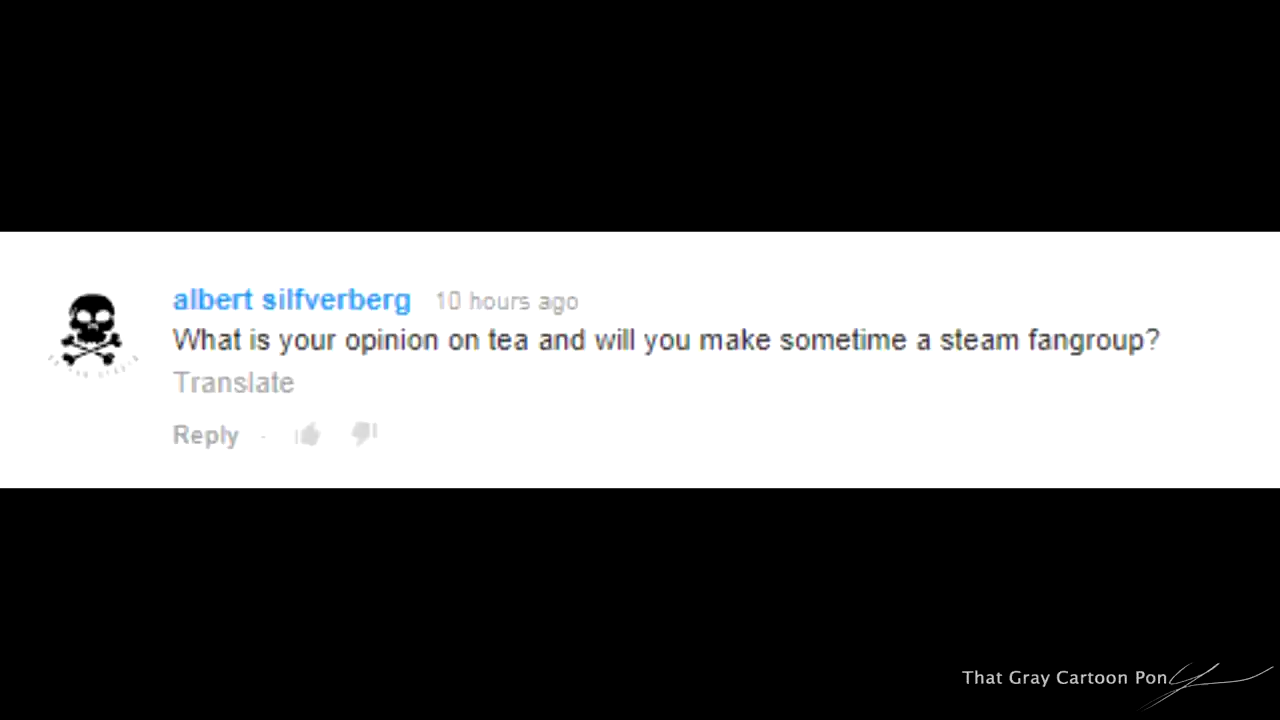 albert silfverberg 10 hours ago
What is your opinion on tea and will you make sometime a steam fangroup?
Translate
Reply ·
That Gray Cartoon Pony